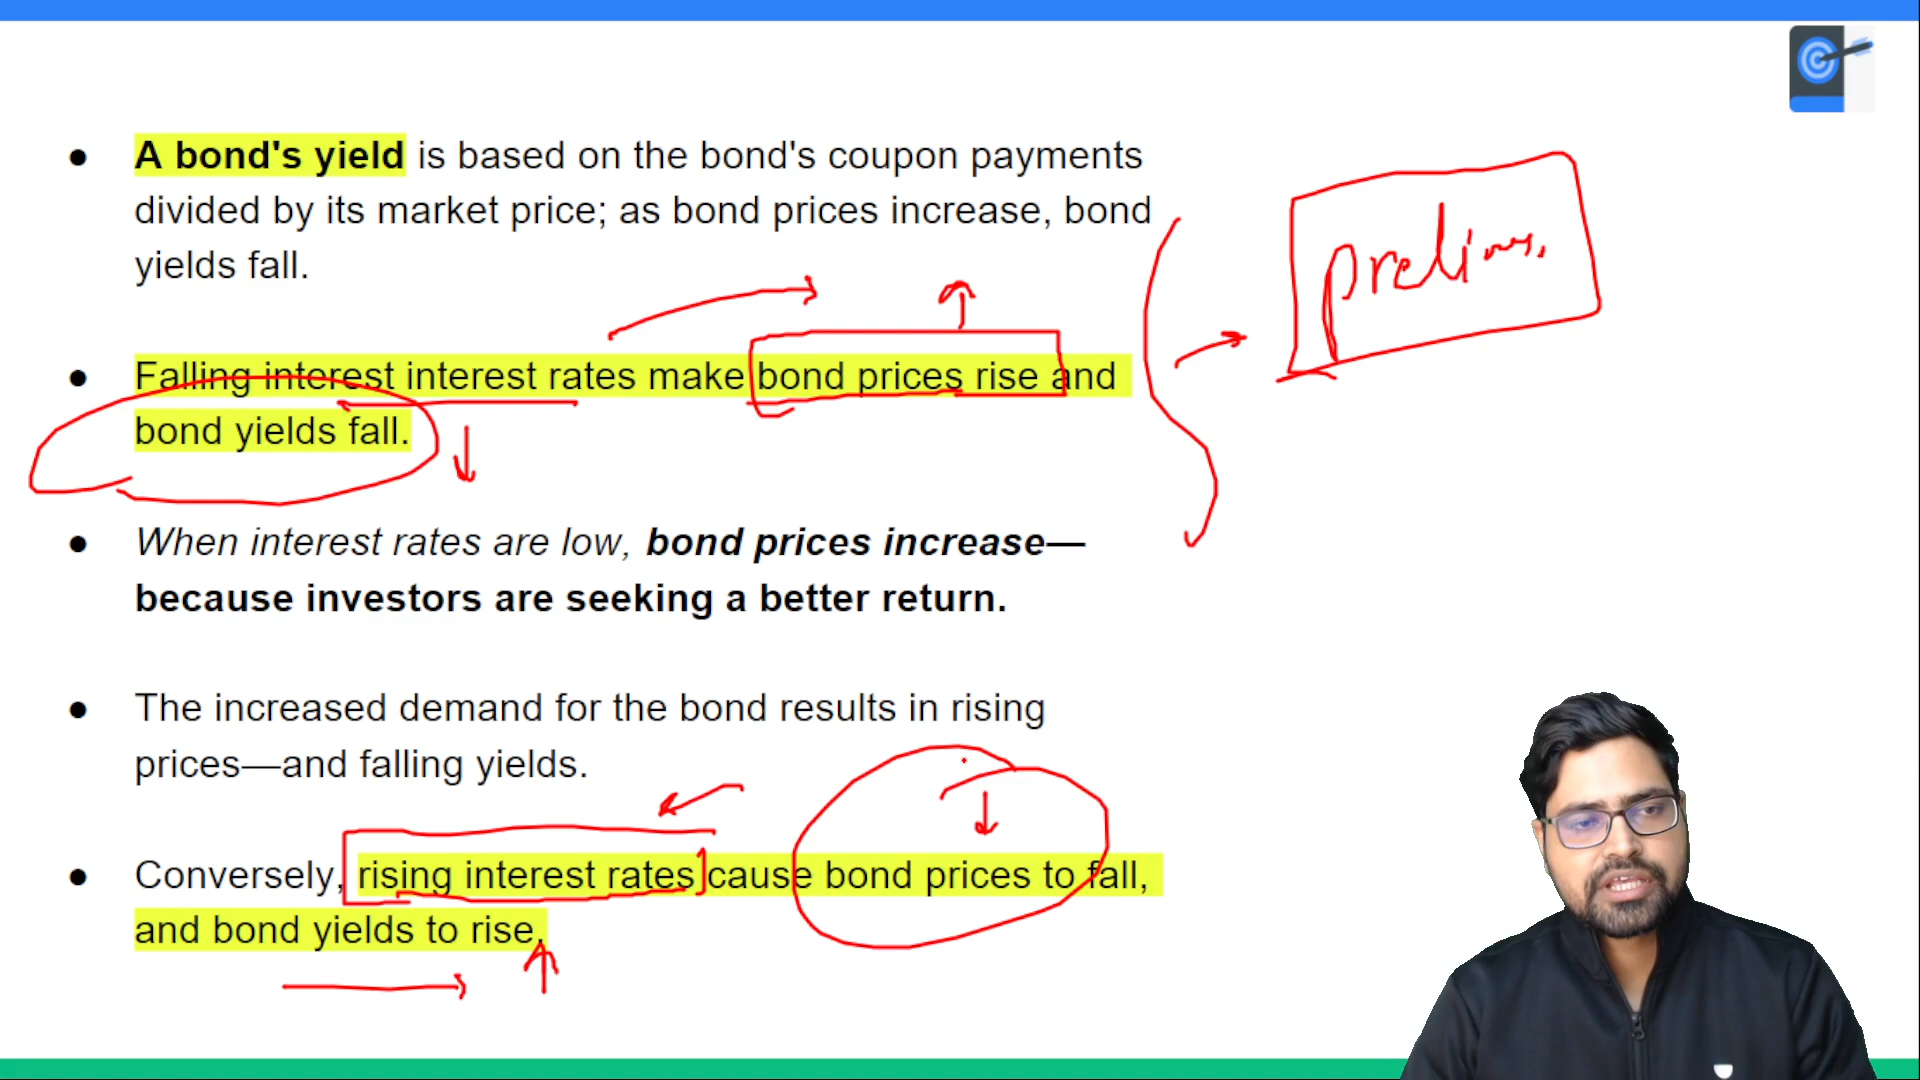 A bond's yield is based on the bond's coupon payments
divided by its market price; as bond prices increase, bond
yields fall.
Falling interest interest rates make bond prices rise and
bond yields fall.
When interest rates are low, bond prices increase—
because investors are seeking a better return.
The increased demand for the bond results in rising
prices—and falling yields.
Conversely, rising interest rates cause bond prices to fall,
and bond yields to rise.
prelims.